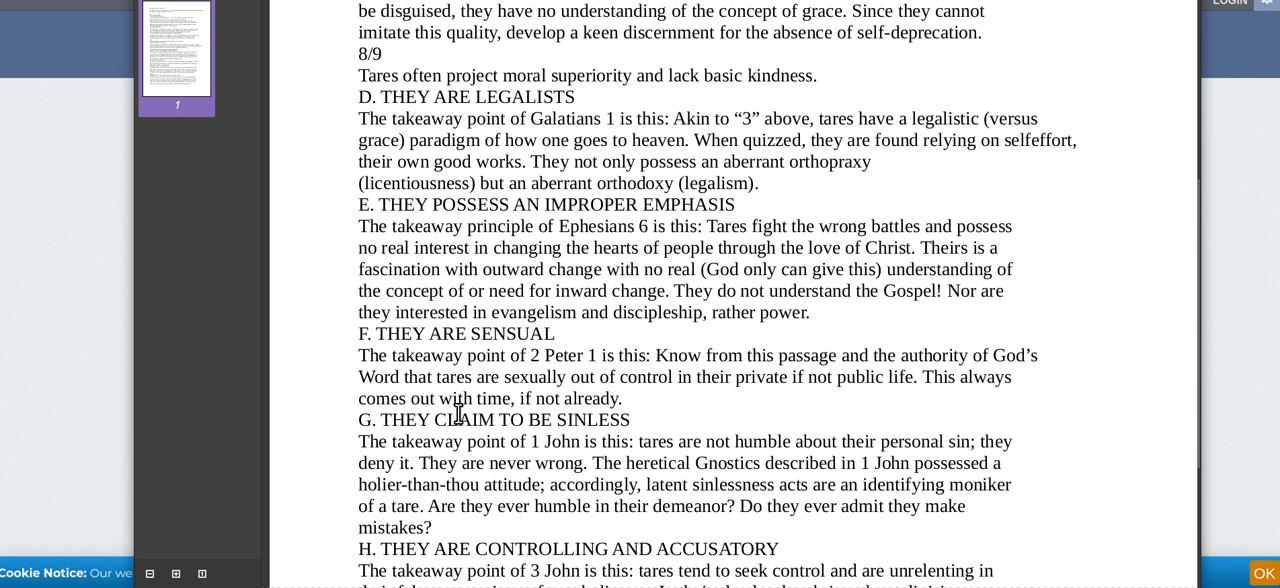 LOGIN
be disguised, they have no understanding of the concept of grace. Since they cannot
imitate this quality, develop a keen discernment for the absence of self-deprecation.
8/9
Tares often project moral superiority and lack basic kindness.
D. THEY ARE LEGALISTS
The takeaway point of Galatians 1 is this: Akin to “3” above, tares have a legalistic (versus
grace) paradigm of how one goes to heaven. When quizzed, they are found relying on selfeffort,
their own good works. They not only possess an aberrant orthopraxy
(licentiousness) but an aberrant orthodoxy (legalism).
E. THEY POSSESS AN IMPROPER EMPHASIS
The takeaway principle of Ephesians 6 is this: Tares fight the wrong battles and possess
no real interest in changing the hearts of people through the love of Christ. Theirs is a
fascination with outward change with no real (God only can give this) understanding of
the concept of or need for inward change. They do not understand the Gospel! Nor are
they interested in evangelism and discipleship, rather power.
F. THEY ARE SENSUAL
The takeaway point of 2 Peter 1 is this: Know from this passage and the authority of God’s
Word that tares are sexually out of control in their private if not public life. This always
comes out with time, if not already.
G. THEY CLAIM TO BE SINLESS
The takeaway point of 1 John is this: tares are not humble about their personal sin; they
deny it. They are never wrong. The heretical Gnostics described in 1 John possessed a
holier-than-thou attitude; accordingly, latent sinlessness acts are an identifying moniker
of a tare. Are they ever humble in their demeanor? Do they ever admit they make
mistakes?
H. THEY ARE CONTROLLING AND ACCUSATORY
The takeaway point of 3 John is this: tares tend to seek control and are unrelenting in
1
Cookie Notice: Our we
OK